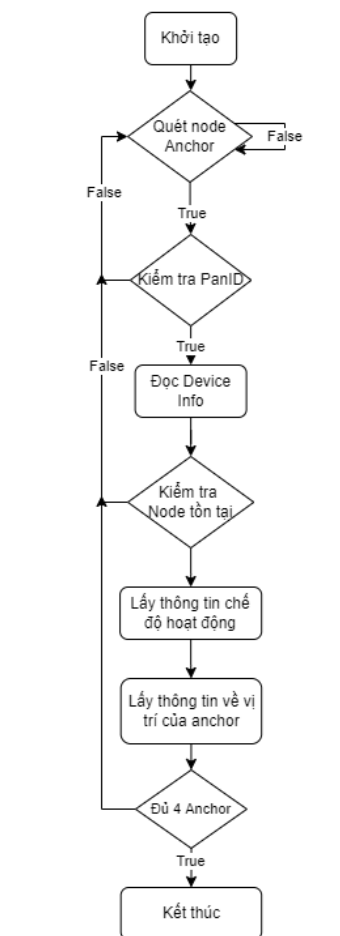 Khởi tạo
Quét node
Anchor
False
False
True
Kiểm tra PanID
True
False
Đọc Device
Info
Kiểm tra
Node tồn tại
Lấy thông tin chế
độ hoạt động
Lấy thông tin về vị
trí của anchor
Đủ 4 Anchor
True
Kết thúc